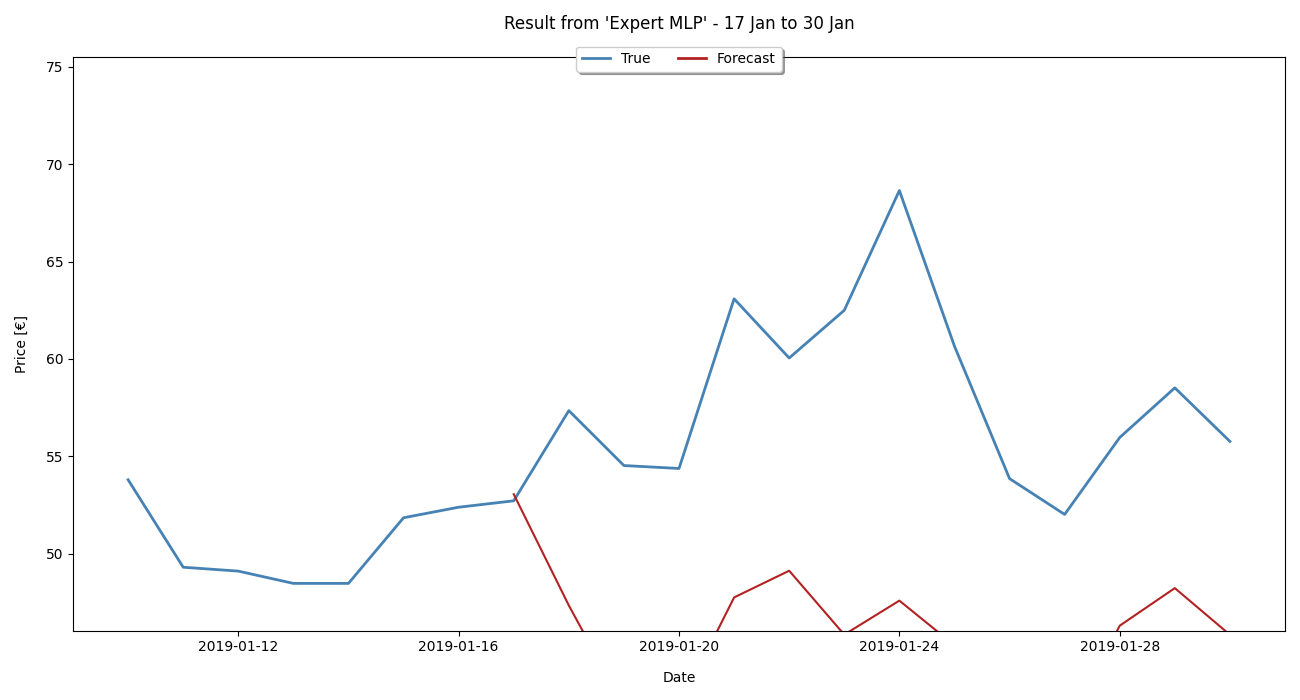 Result from 'Expert MLP' - 17 Jan to 30 Jan
True Forecast
75
70
65
60
55
50
Price [€]
2019-01-12 2019-01-16 2019-01-20 2019-01-24 2019-01-28
Date